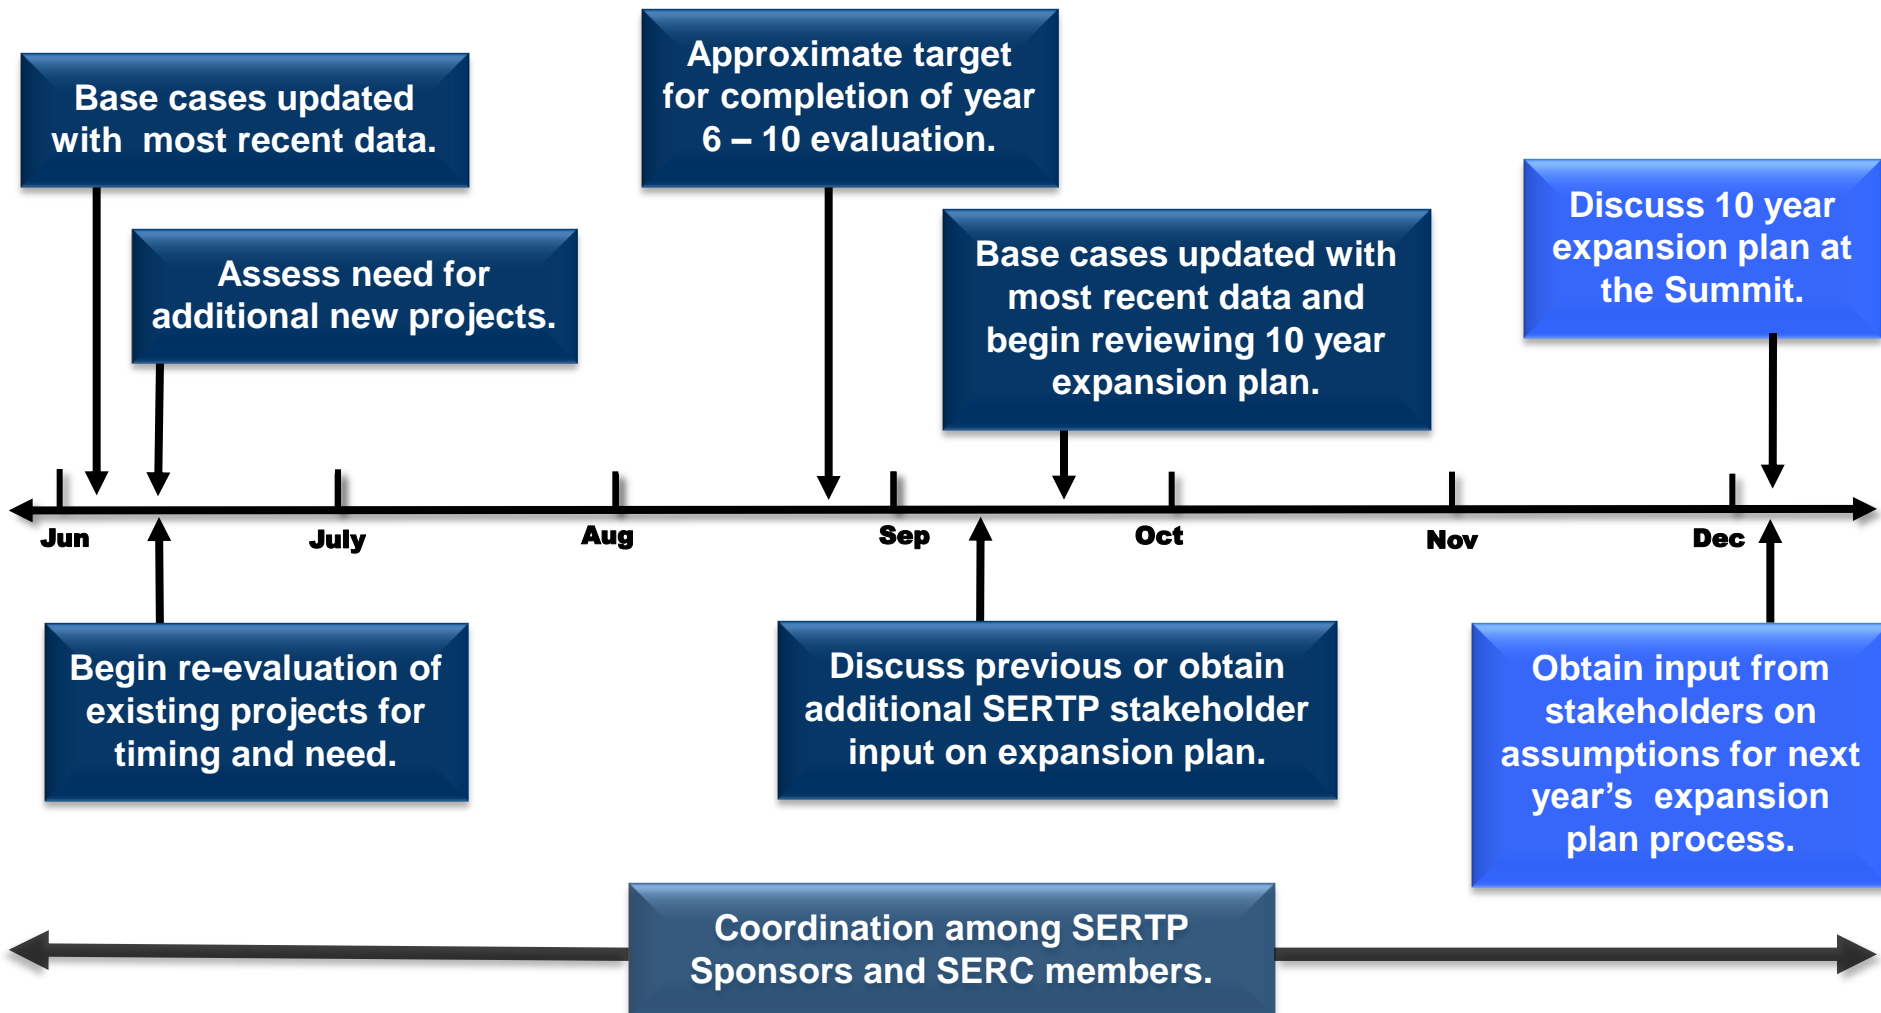 Base cases updated
with  most recent data.
Approximate target
for completion of year
6 – 10 evaluation.
Assess need for
additional new projects.
Base cases updated with
most recent data and
begin reviewing 10 year
expansion plan.
Discuss 10 year
expansion plan at
the Summit.
Jun
July
Aug
Sep
Oct
Nov
Dec
Begin re-evaluation of
existing projects for
timing and need.
Discuss previous or obtain
additional SERTP stakeholder
input on expansion plan.
Obtain input from
stakeholders on
assumptions for next
year’s  expansion
plan process.
Coordination among SERTP
Sponsors and SERC members.